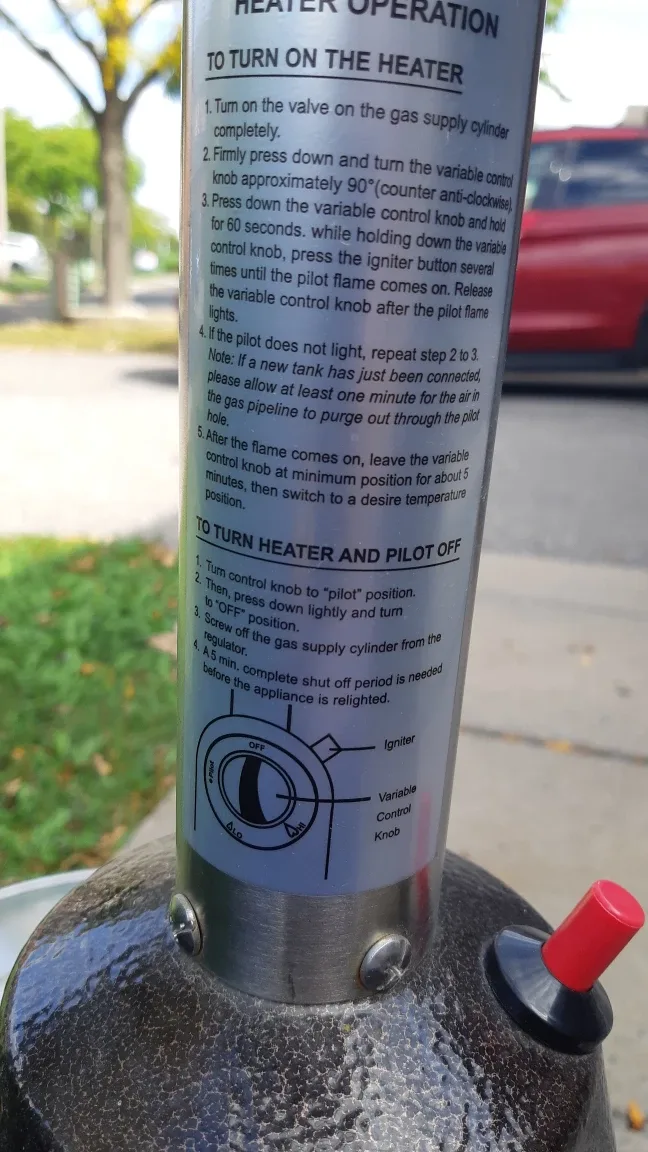 HEATER OPERATION
TO TURN ON THE HEATER
1. Turn on the valve on the gas supply cylinder
completely.
2. Firmly press down and turn the variable control
knob approximately 90°(counter anti-clockwise).
3. Press down the variable control knob and hold
for 60 seconds. while holding down the variable
control knob, press the igniter button several
times until the pilot flame comes on. Release
the variable control knob after the pilot flame
lights.
4. If the pilot does not light, repeat step 2 to 3.
Note: If a new tank has just been connected,
please allow at least one minute for the air in
the gas pipeline to purge out through the pilot
hole.
5. After the flame comes on, leave the variable
control knob at minimum position for about 5
minutes, then switch to a desire temperature
position.
TO TURN HEATER AND PILOT OFF
1. Turn control knob to "pilot" position.
2. Then, press down lightly and turn
to "OFF" position.
3. Screw off the gas supply cylinder from the
regulator.
4. A 5 min. complete shut off period is needed
before the appliance is relighted.
OFF
Pilot
LO
HI
Igniter
Variable
Control
Knob